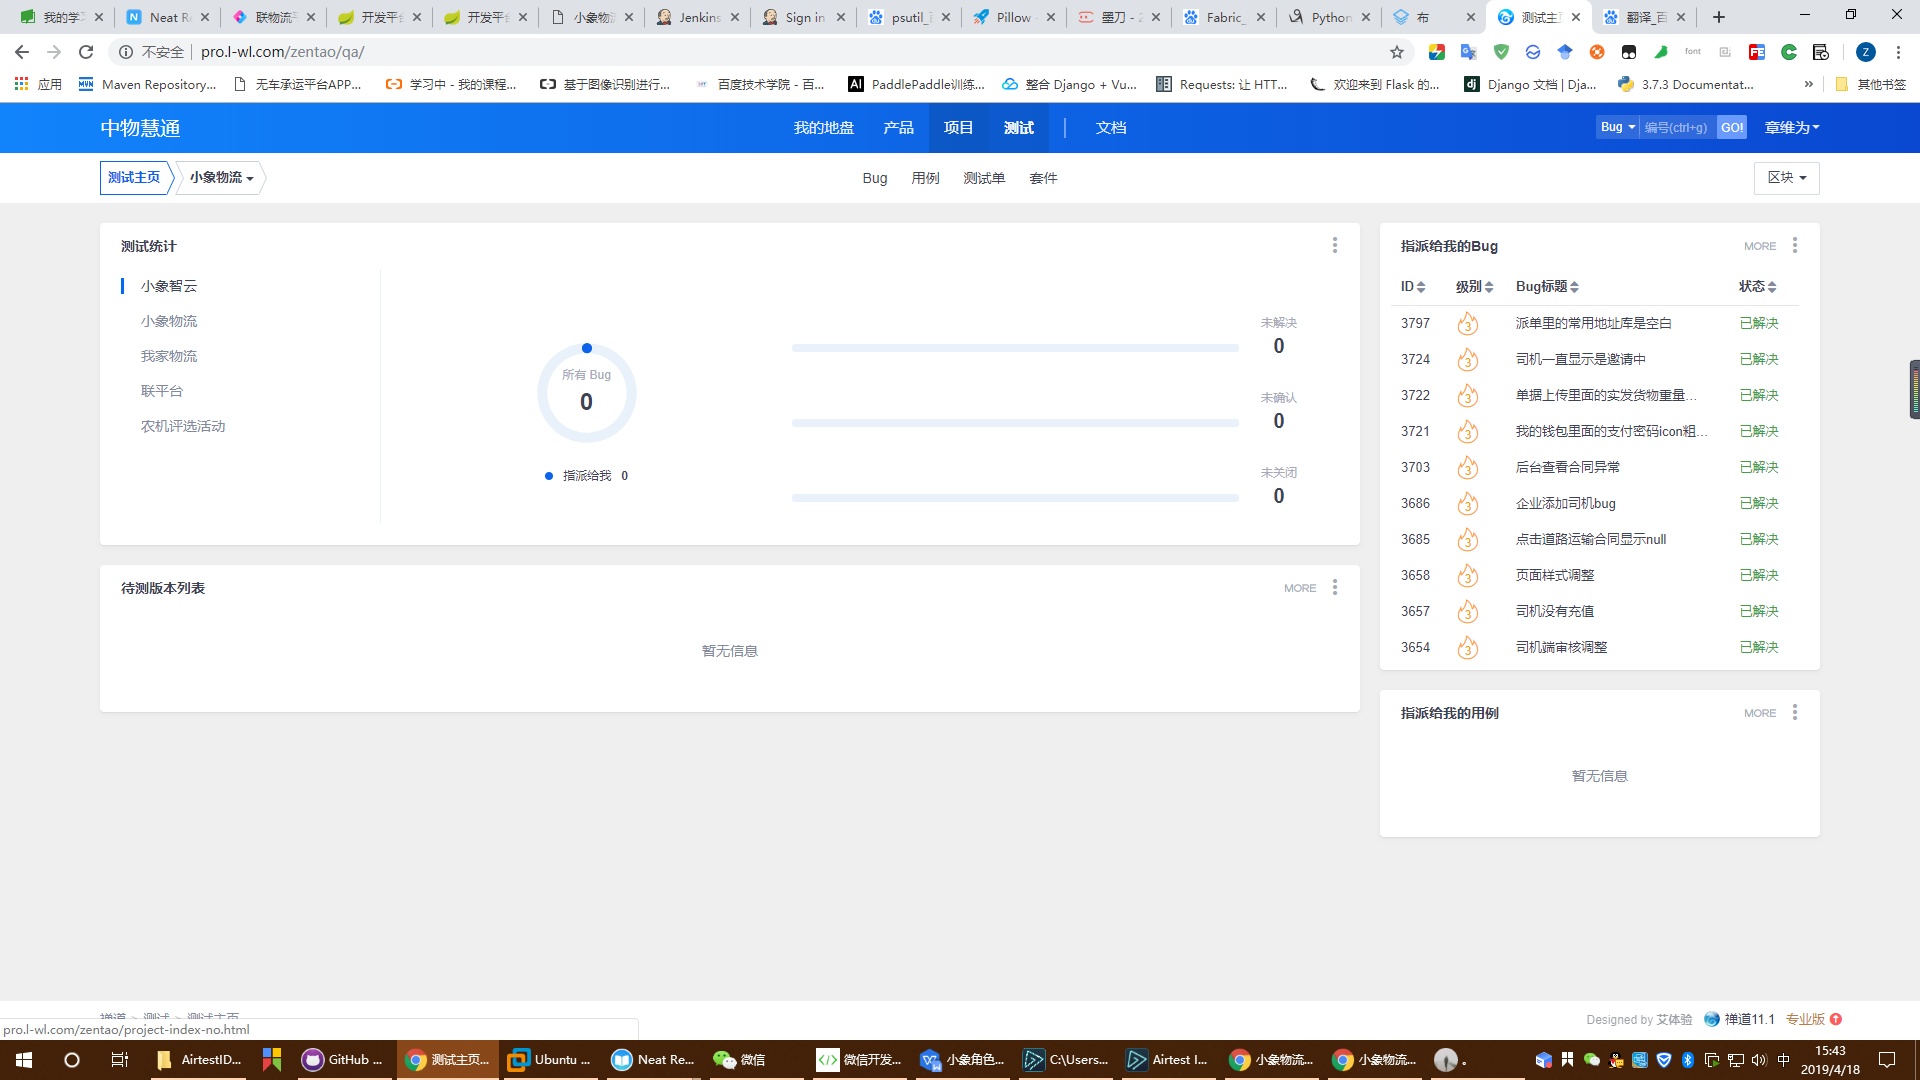 我的学
Neat R
联物流
开发平
开发平
小象物
Jenkins
Sign in
psutil_
Pillow
墨刀 - 2
Fabric_
Python
布
测试主
翻译_百
不安全
pro.l-wl.com/zentao/qa/
应用
Maven Repository...
无车承运平台APP...
学习中 - 我的课程...
基于图像识别进行...
百度技术学院 - 百...
PaddlePaddle训练...
整合 Django + Vu...
Requests: 让 HTT...
欢迎来到 Flask 的...
Django 文档 | Dja...
3.7.3 Documentat...
»
其他书签
中物慧通
我的地盘
产品
项目
测试
文档
Bug
编号(ctrl+g)
GO!
章维为
测试主页
小象物流
Bug
用例
测试单
套件
区块
测试统计
小象智云
小象物流
我家物流
联平台
农机评选活动
所有 Bug
0
指派给我 0
未解决
0
未确认
0
未关闭
0
待测版本列表
MORE
暂无信息
指派给我的Bug
MORE
ID 级别 Bug标题 状态
3797 3 派单里的常用地址库是空白 已解决
3724 3 司机一直显示是邀请中 已解决
3722 3 单据上传里面的实发货物重量... 已解决
3721 3 我的钱包里面的支付密码icon粗... 已解决
3703 3 后台查看合同异常 已解决
3686 3 企业添加司机bug 已解决
3685 3 点击道路运输合同显示null 已解决
3658 3 页面样式调整 已解决
3657 3 司机没有充值 已解决
3654 3 司机端审核调整 已解决
指派给我的用例
MORE
暂无信息
禅道 > 测试 > 测试主页
pro.l-wl.com/zentao/project-index-no.html
Designed by 艾体验
禅道11.1
专业版
AirtestID...
GitHub ...
测试主页...
Ubuntu ...
Neat Re...
微信
微信开发...
小象角色...
C:\Users...
Airtest I...
小象物流...
小象物流...
中
15:43
2019/4/18